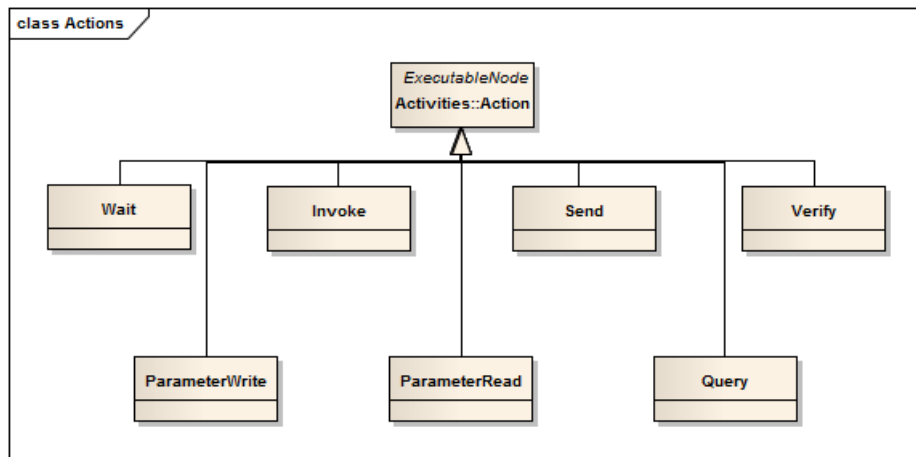 class Actions
ExecutableNode
Activities::Action
Wait
Invoke
Send
Verify
ParameterWrite
ParameterRead
Query